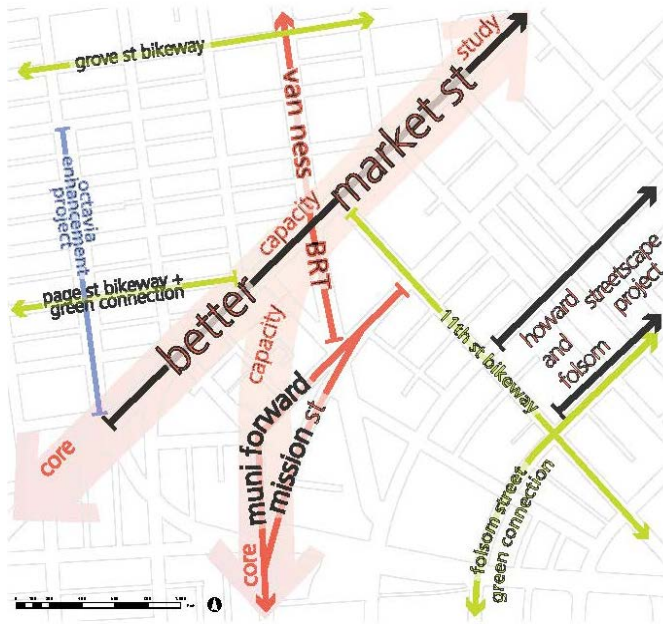 grove st bikeway
study
van ness BRT
better market st
octavia
enhancement
project
capacity
page st bikeway +
green connection
howard
streetscape
and
project
folsom
11th st bikeway
capacity
muni forward
mission st
core
core
folsom street
green connection